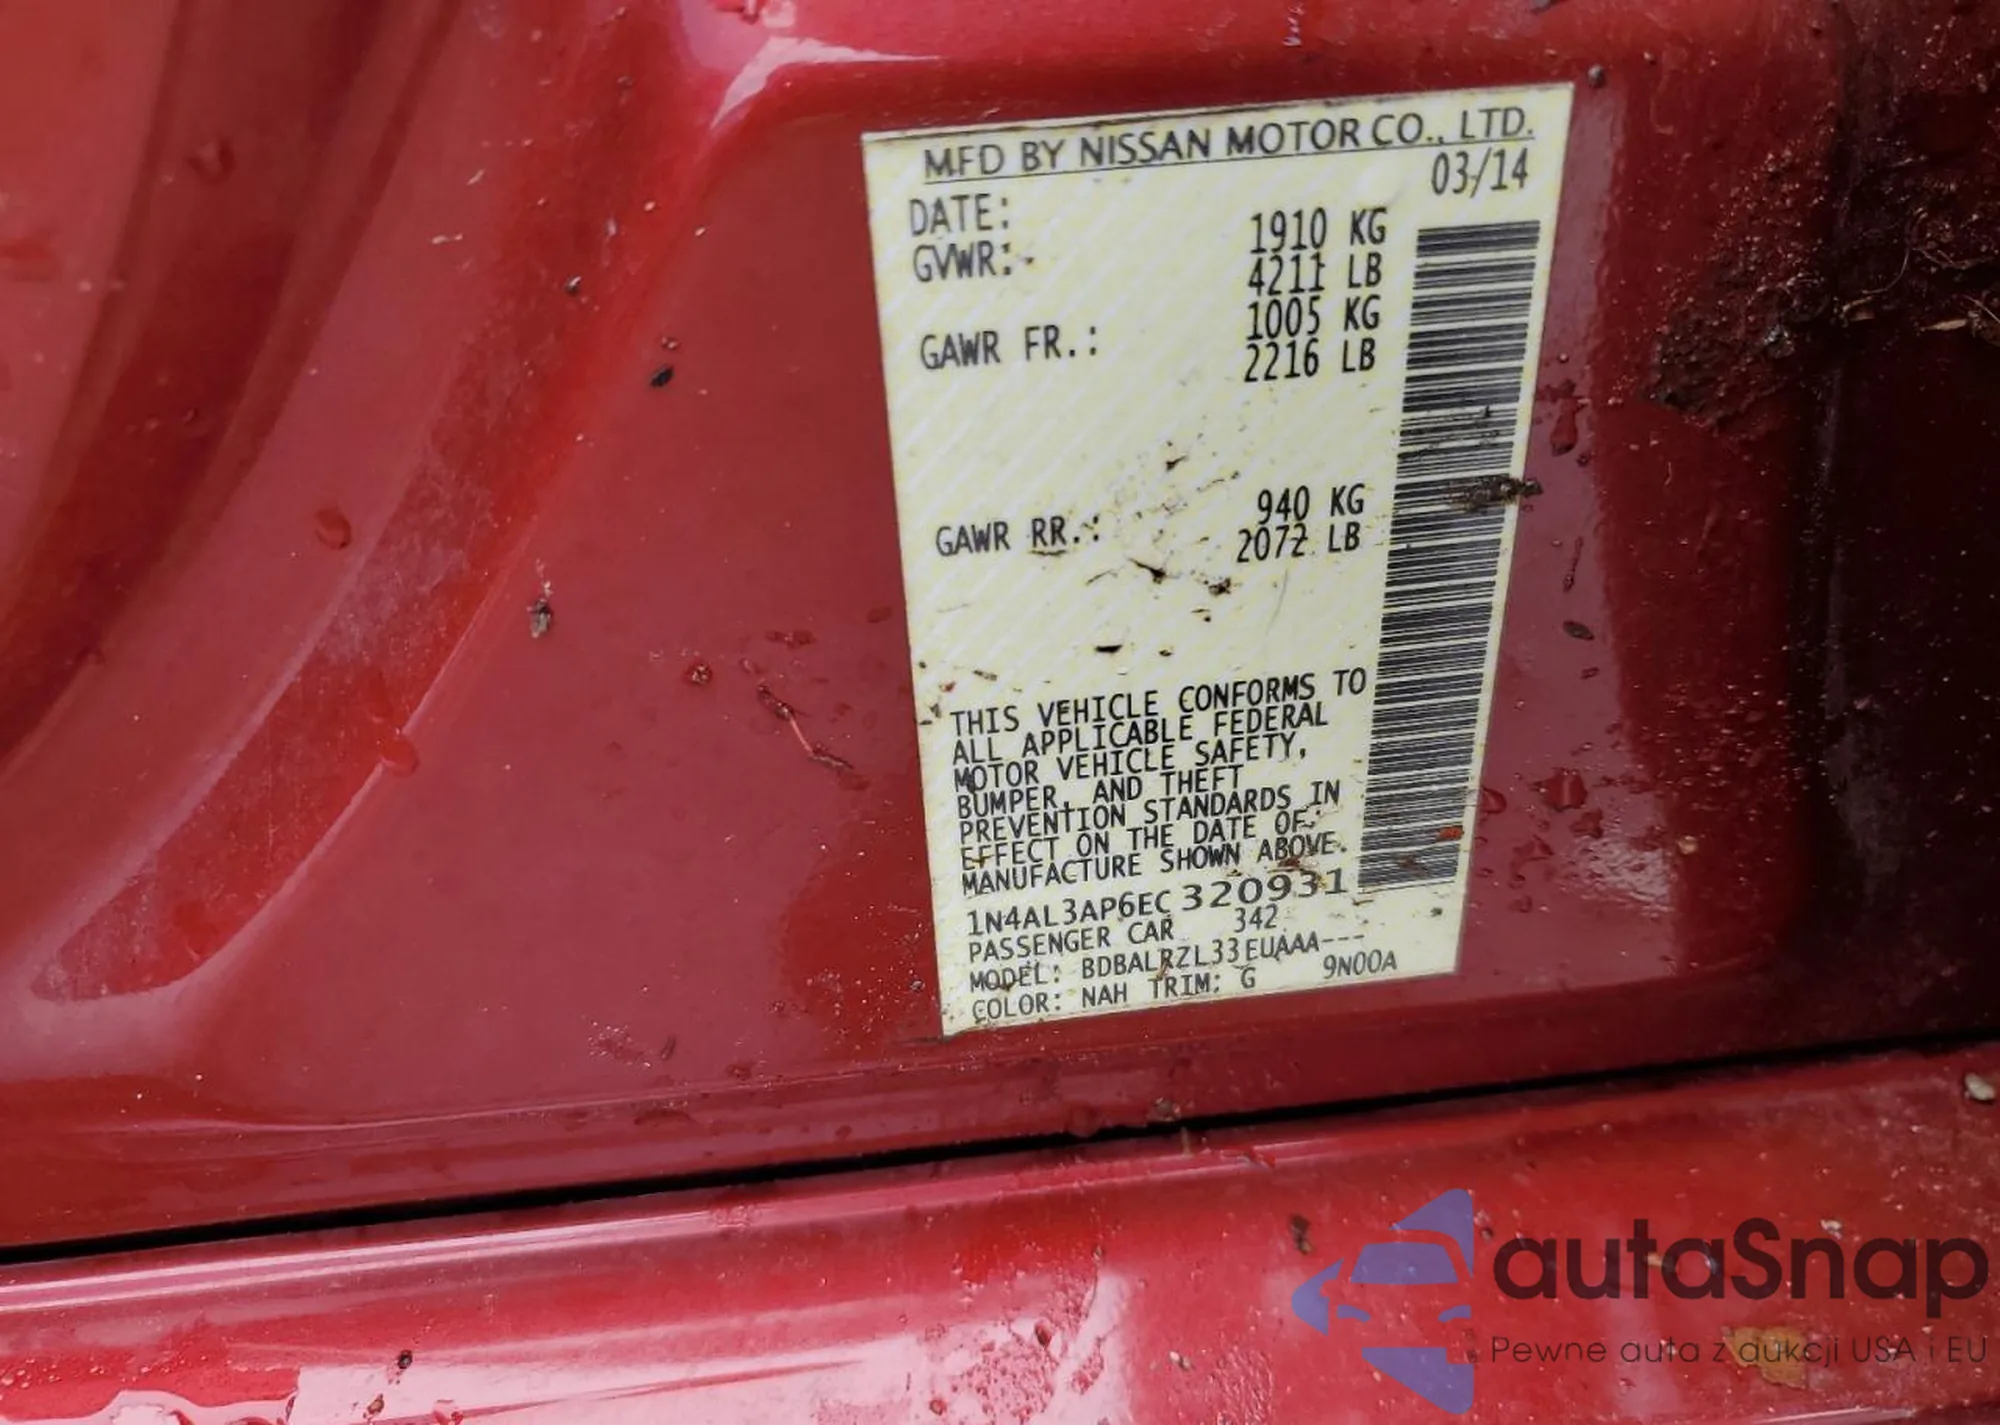 MFD BY NISSAN MOTOR CO., LTD.
DATE: 03/14
GVWR: 1910 KG
4211 LB
GAWR FR.: 1005 KG
2216 LB
GAWR RR.: 940 KG
2072 LB
THIS VEHICLE CONFORMS TO
ALL APPLICABLE FEDERAL
MOTOR VEHICLE SAFETY,
BUMPER, AND THEFT
PREVENTION STANDARDS IN
EFFECT ON THE DATE OF
MANUFACTURE SHOWN ABOVE.
1N4AL3AP6EC320931
PASSENGER CAR 342
MODEL: BDBALRZL33EUAAA---
COLOR: NAH TRIM: G 9N00A
autaSnap
Pewne auta z aukcji USA i EU